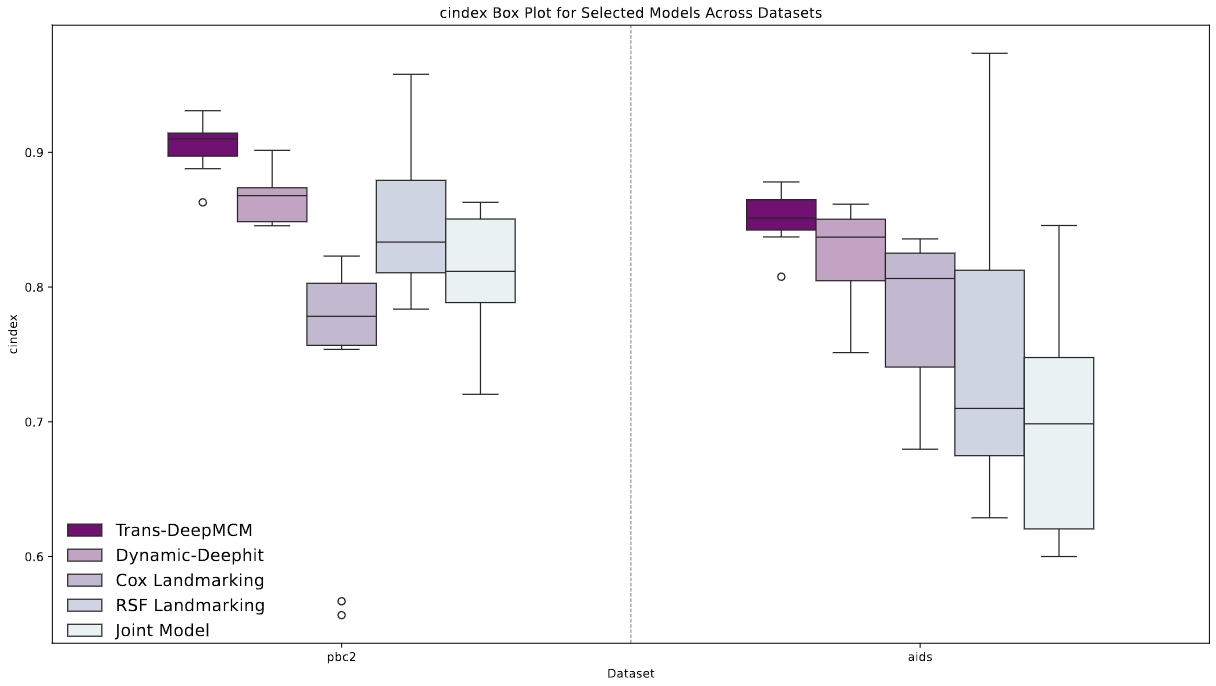 cindex Box Plot for Selected Models Across Datasets
0.9
0.8
0.7
0.6
cindex
Trans-DeepMCM
Dynamic-Deephit
Cox Landmarking
RSF Landmarking
Joint Model
pbc2
aids
Dataset